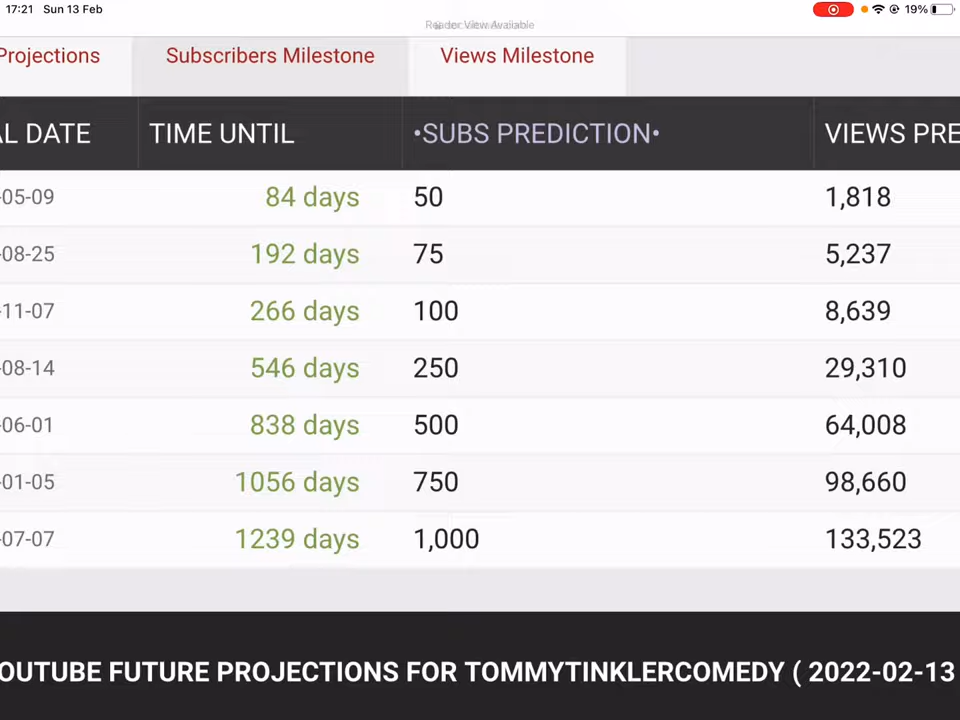 17:21 Sun 13 Feb 19%
Reader View Available
Projections Subscribers Milestone Views Milestone
AL DATE TIME UNTIL •SUBS PREDICTION• VIEWS PRE
-05-09 84 days 50 1,818
-08-25 192 days 75 5,237
-11-07 266 days 100 8,639
-08-14 546 days 250 29,310
-06-01 838 days 500 64,008
-01-05 1056 days 750 98,660
-07-07 1239 days 1,000 133,523
OUTUBE FUTURE PROJECTIONS FOR TOMMYTINKLERCOMEDY ( 2022-02-13